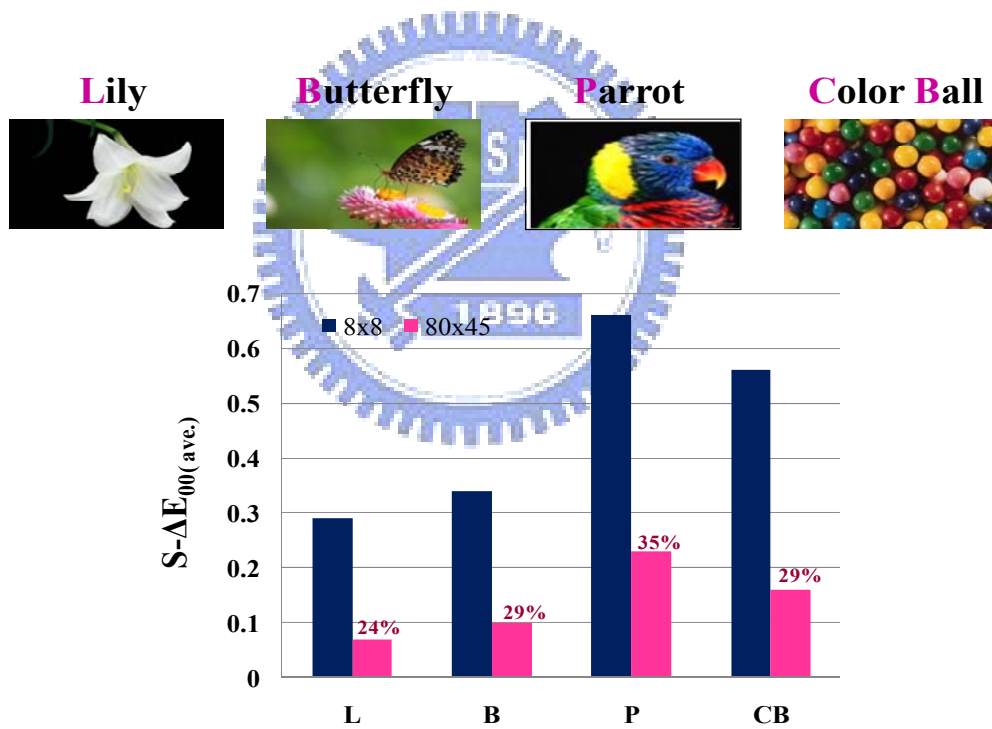 Lily
Butterfly
Parrot
Color Ball
S
1896
0.7
8x8
80x45
0.6
0.5
0.4
0.3
0.2
0.1
0
S-ΔE00(ave.)
24%
29%
35%
29%
L
B
P
CB